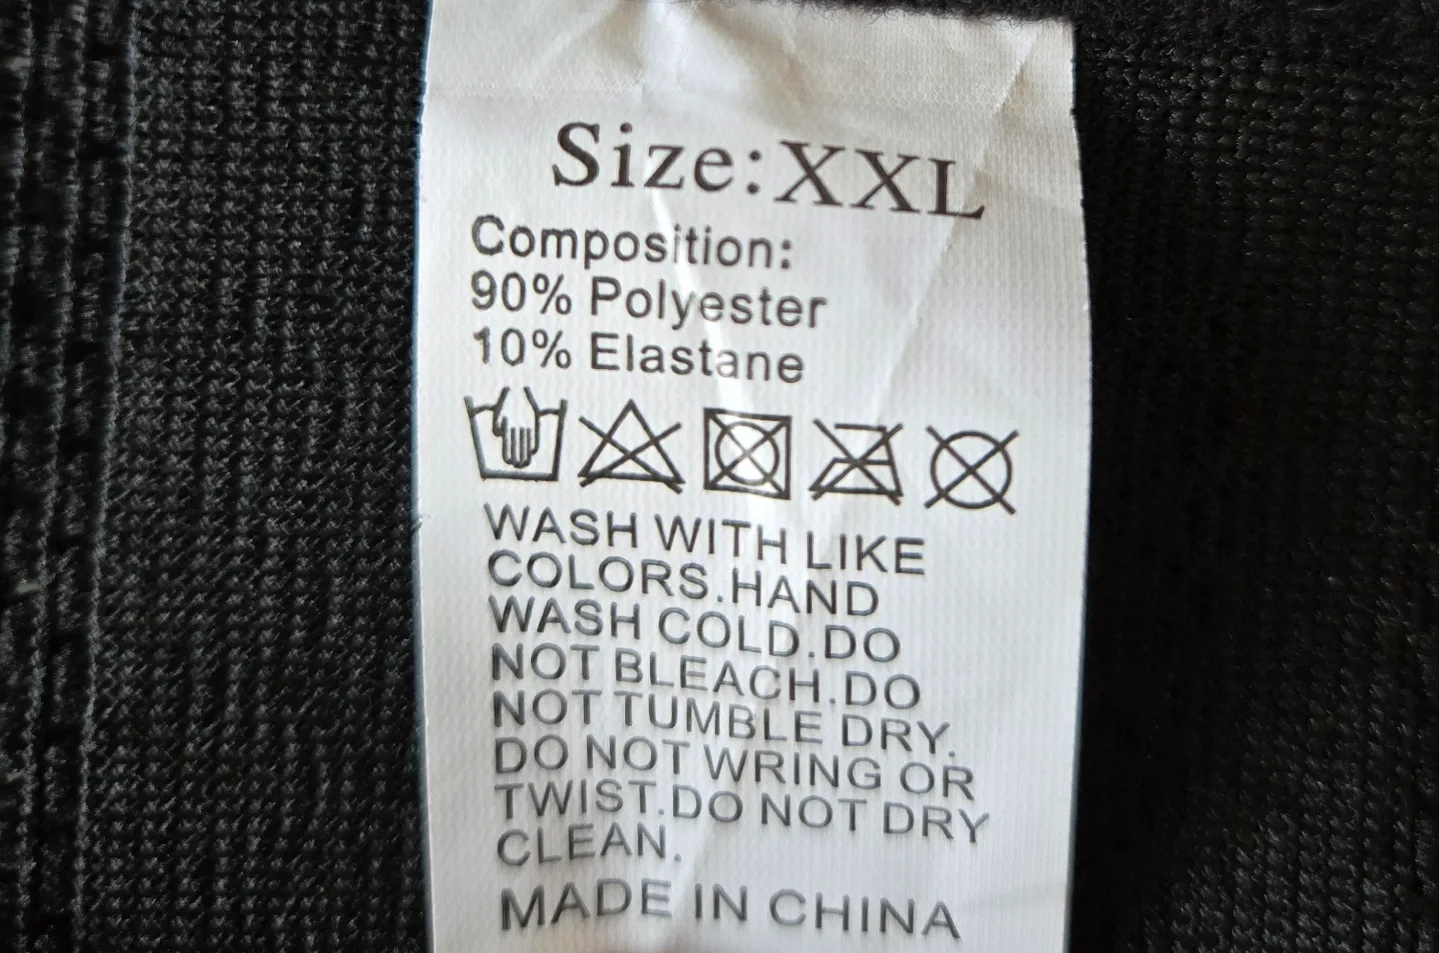 Size:XXL
Composition:
90% Polyester
10% Elastane
WASH WITH LIKE
COLORS.HAND
WASH COLD.DO
NOT BLEACH.DO
NOT TUMBLE DRY.
DO NOT WRING OR
TWIST.DO NOT DRY
CLEAN.
MADE IN CHINA